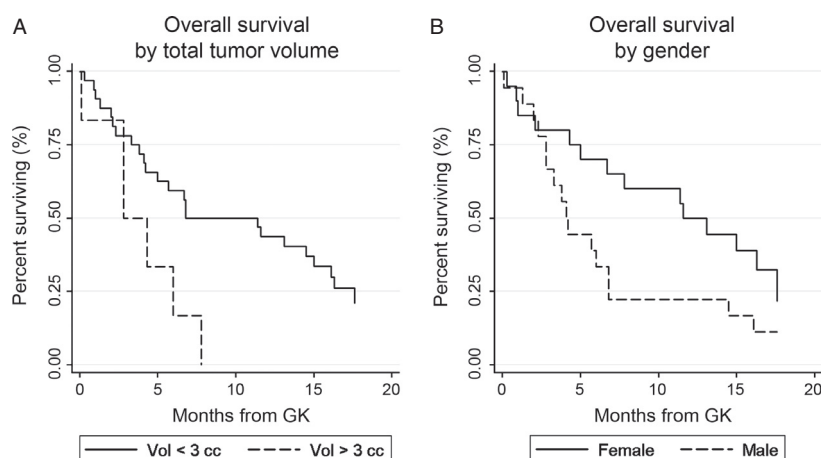 A
Overall survival
by total tumor volume
Percent surviving (%)
1.00
0.75
0.50
0.25
0.00
0 5 10 15 20
Months from GK
Vol < 3 cc Vol > 3 cc
B
Overall survival
by gender
Percent surviving (%)
1.00
0.75
0.50
0.25
0.00
0 5 10 15 20
Months from GK
Female Male